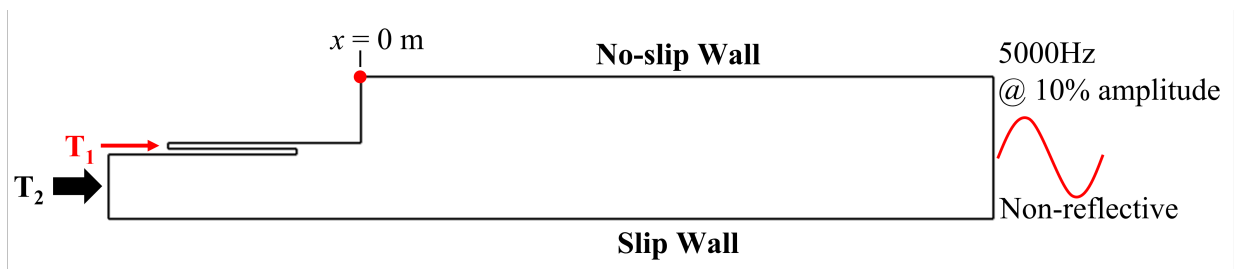 x = 0 m
No-slip Wall
5000Hz
@ 10% amplitude
T1
T2
Non-reflective
Slip Wall